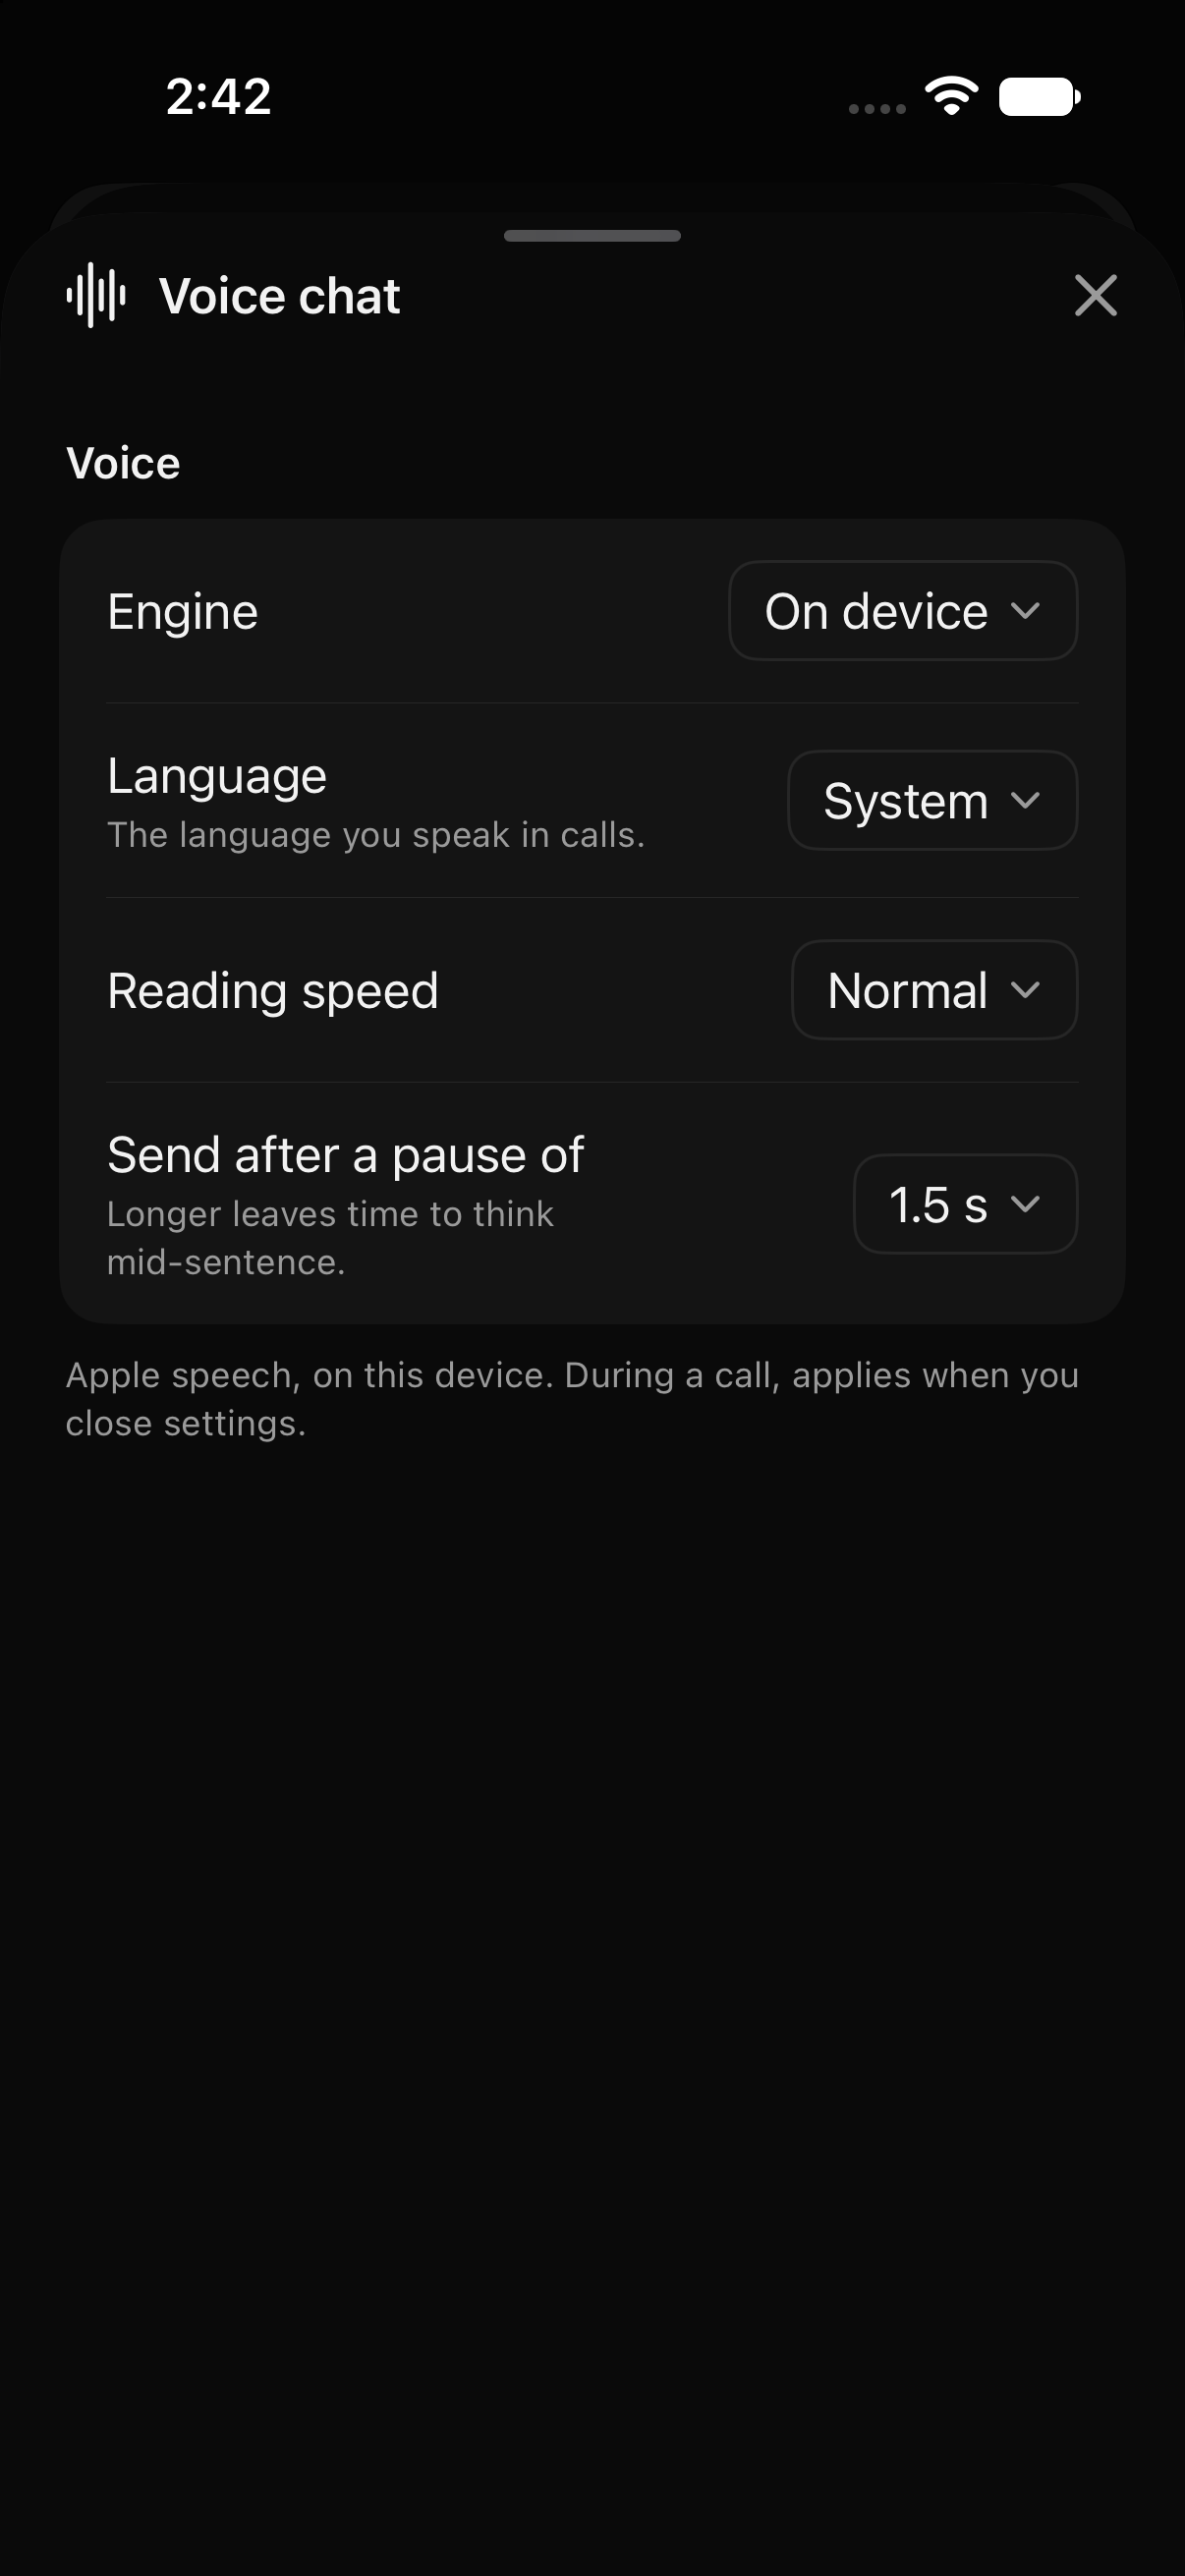 2:42
Voice chat
Voice
Engine
On device
Language
The language you speak in calls.
System
Reading speed
Normal
Send after a pause of
Longer leaves time to think
mid-sentence.
1.5 s
Apple speech, on this device. During a call, applies when you
close settings.